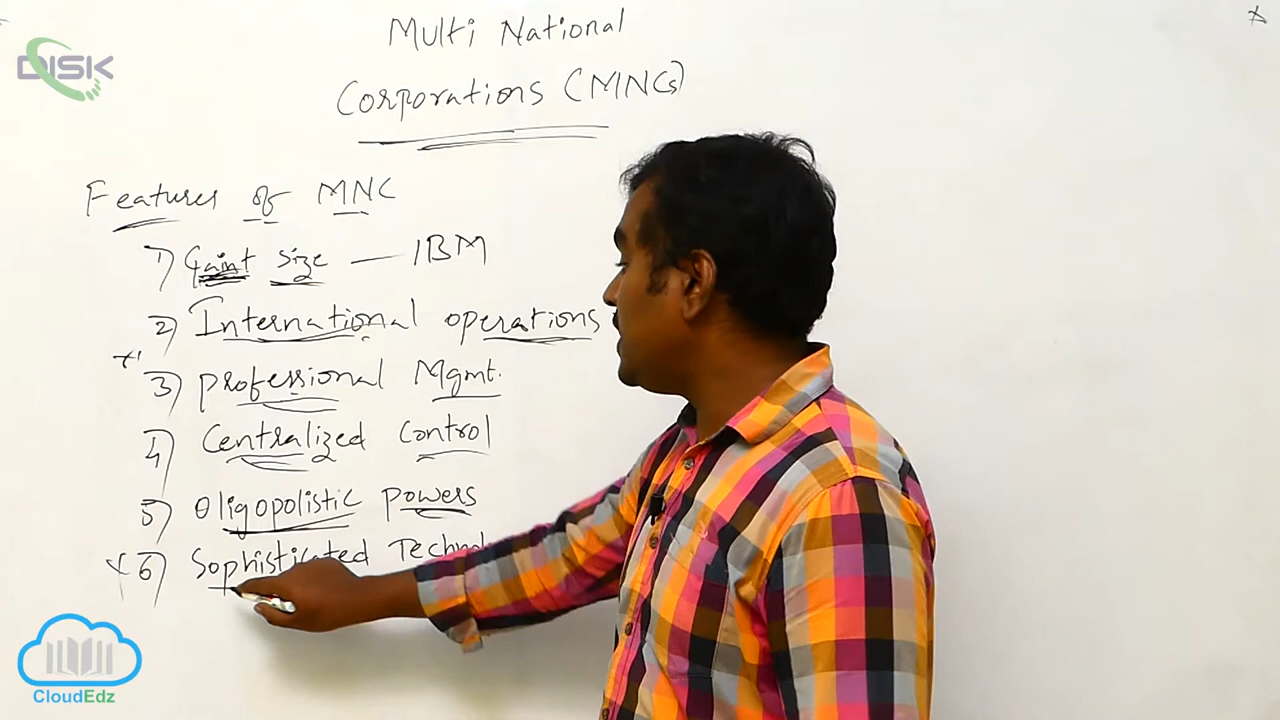 Multi National
Corporations (MNCs)
Features of MNC
1) Gaint size — IBM
2) International operations
3) Professional Mgmt.
4) Centralized control
5) Oligopolistic powers
6) Sophisticated Techno
DISK
CloudEdz